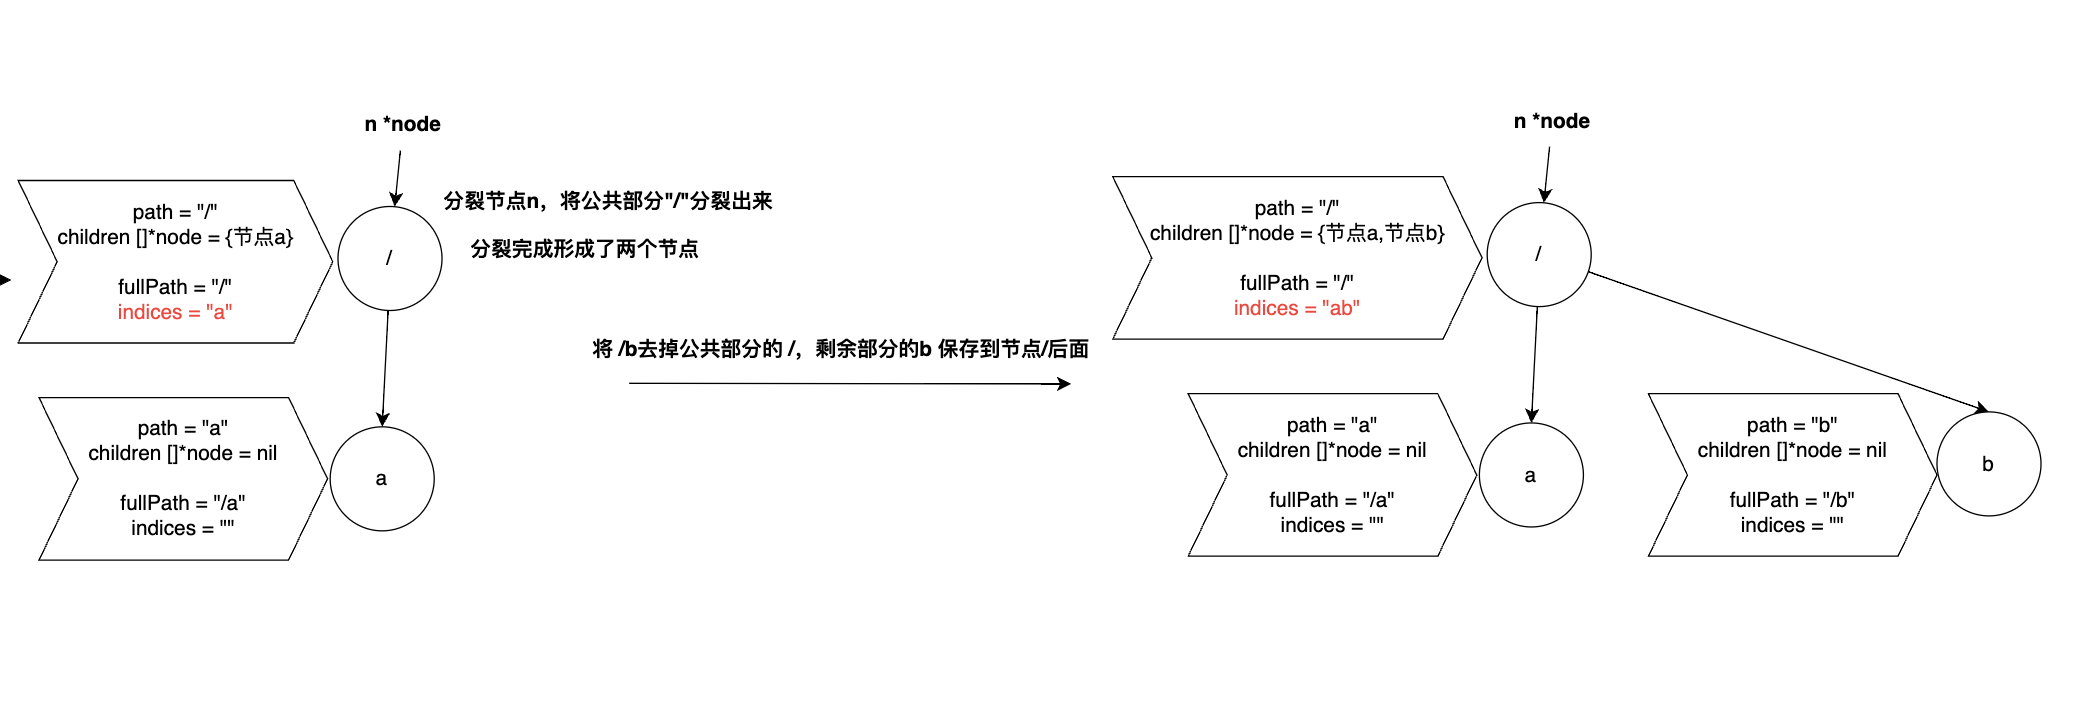 n *node
path = "/"
children []*node = {节点a}
fullPath = "/"
indices = "a"
/
分裂节点n，将公共部分"/"分裂出来
分裂完成形成了两个节点
path = "a"
children []*node = nil
fullPath = "/a"
indices = ""
a
将 /b去掉公共部分的 /，剩余部分的b 保存到节点/后面
n *node
path = "/"
children []*node = {节点a,节点b}
fullPath = "/"
indices = "ab"
/
path = "a"
children []*node = nil
fullPath = "/a"
indices = ""
a
path = "b"
children []*node = nil
fullPath = "/b"
indices = ""
b